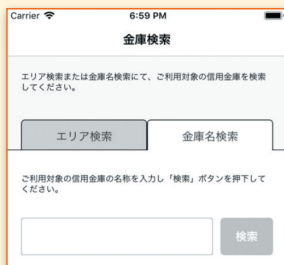 Carrier 6:59 PM
金庫検索
エリア検索または金庫名検索にて、ご利用対象の信用金庫を検索
してください。
エリア検索 金庫名検索
ご利用対象の信用金庫の名称を入力し「検索」ボタンを押下して
ください。
検索